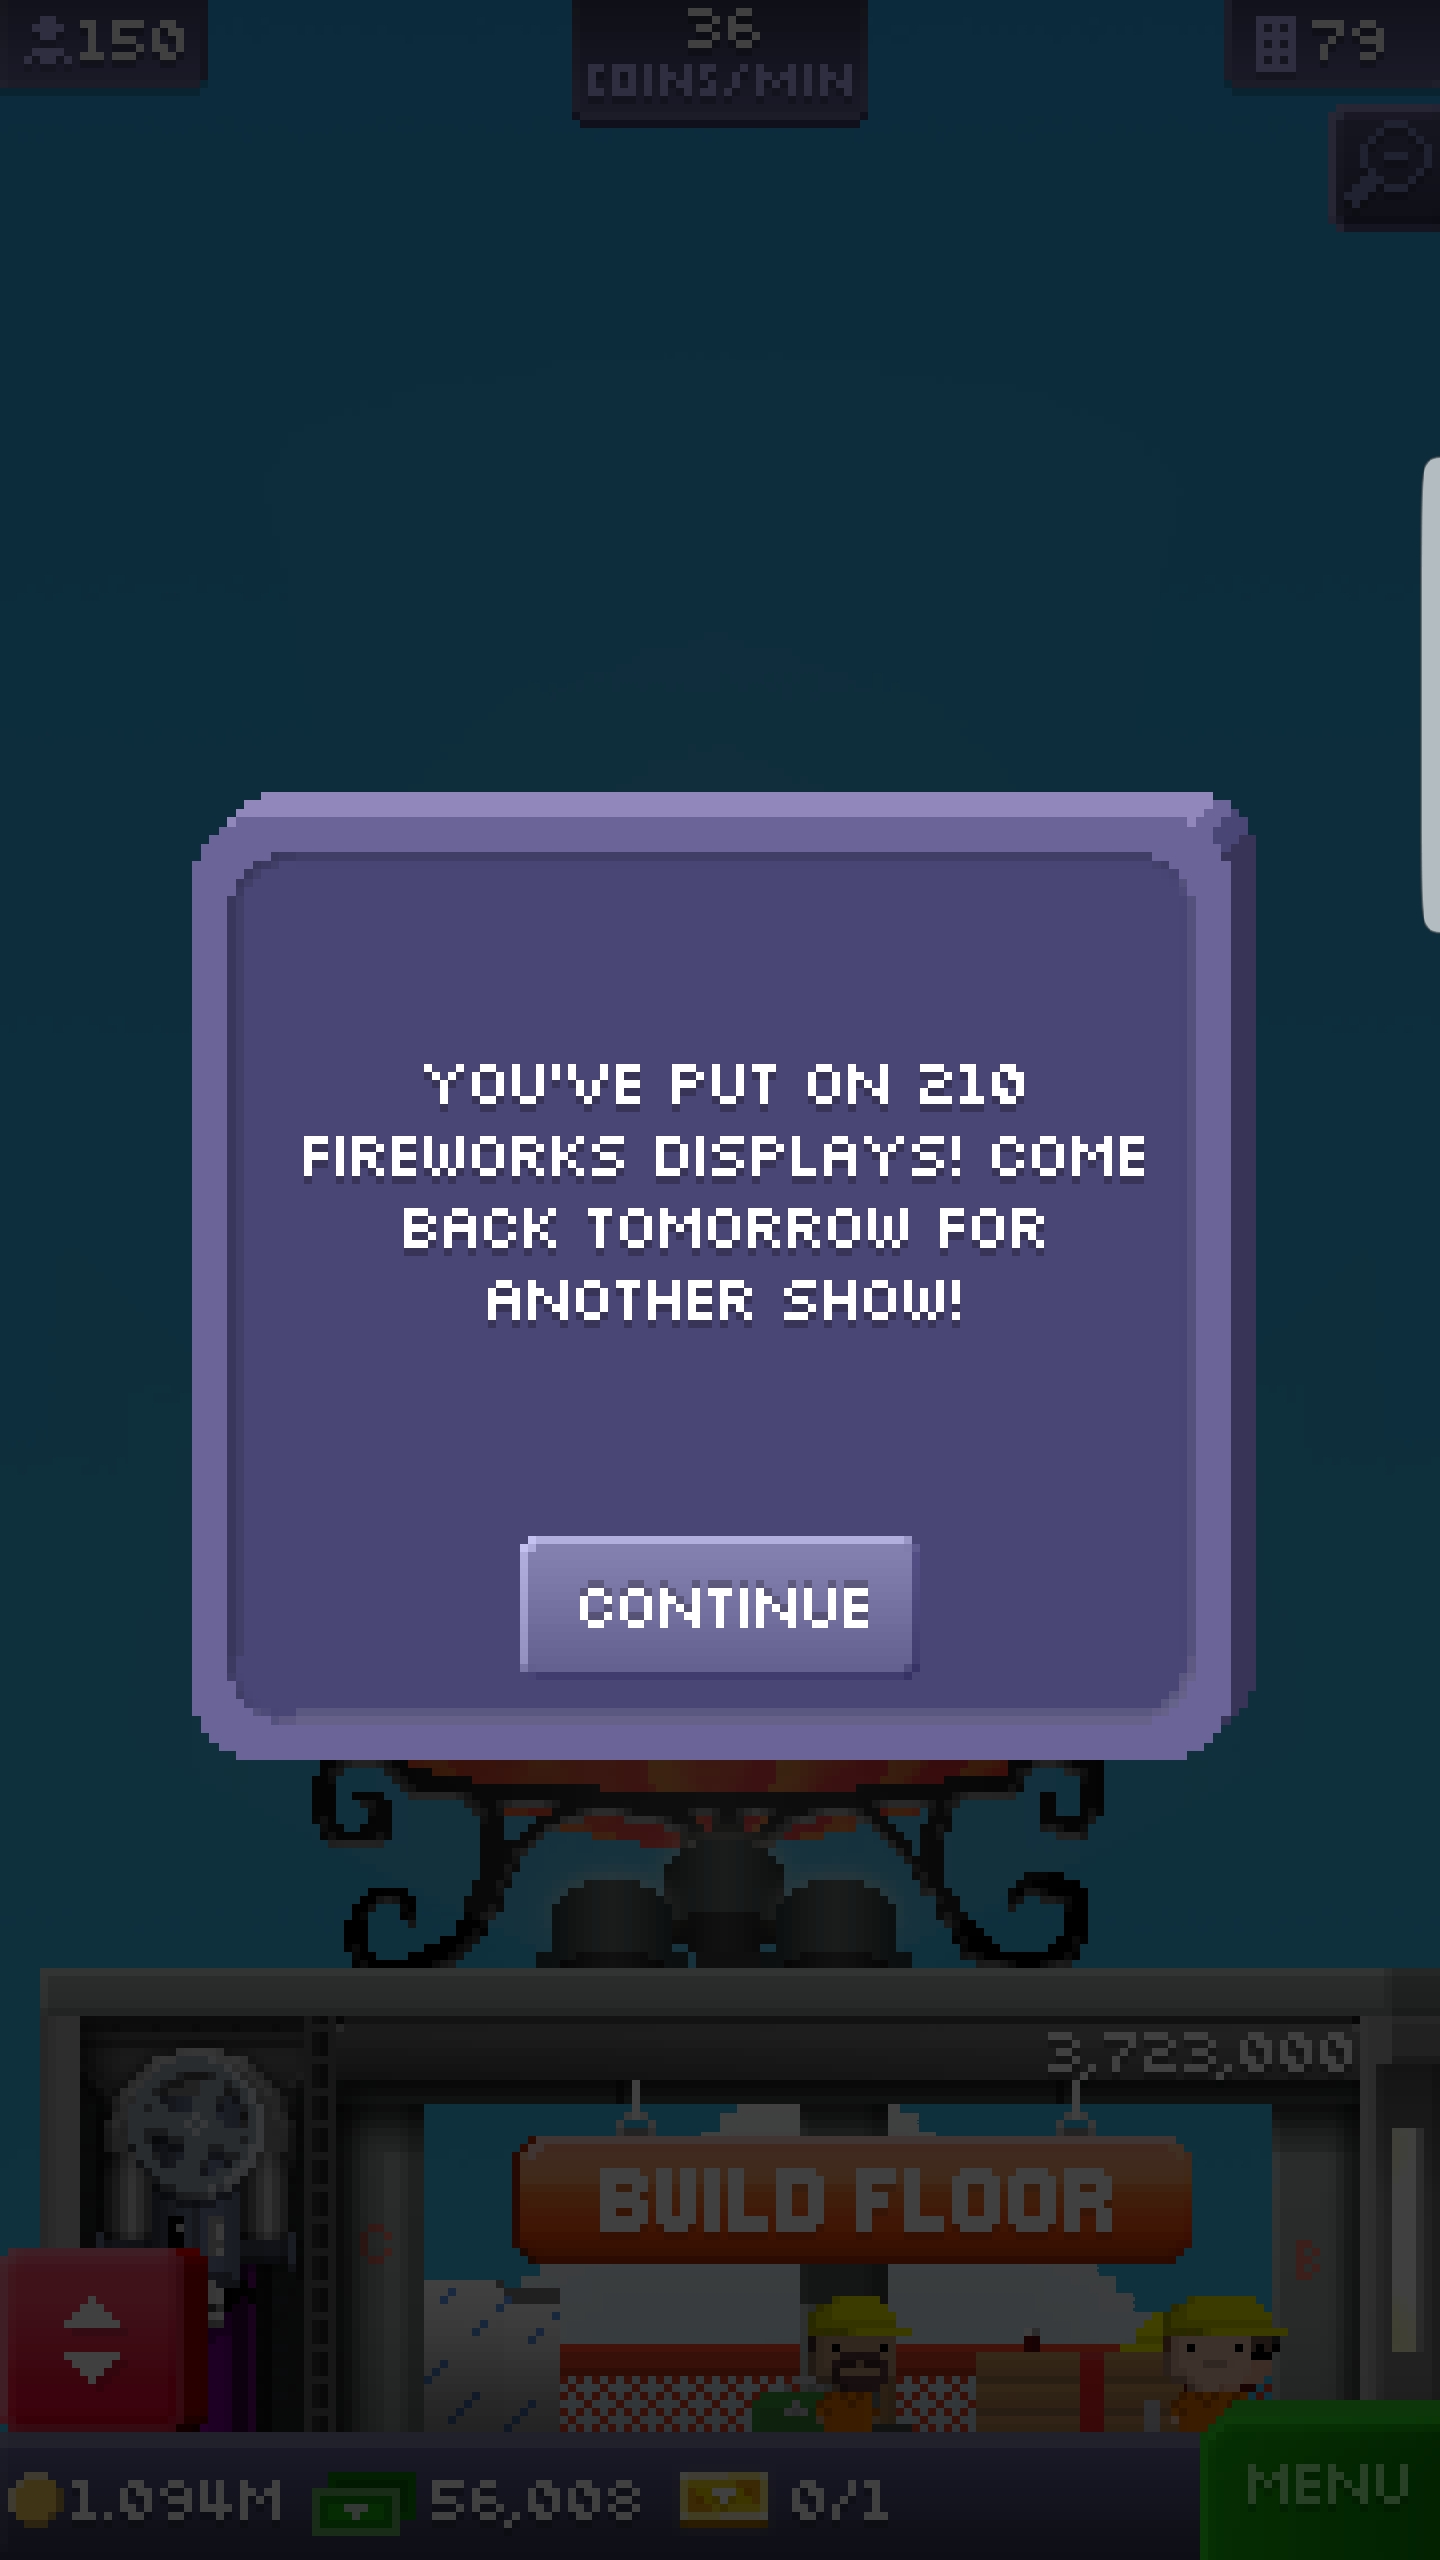 150
36
COINS/MIN
79
YOU'VE PUT ON 210
FIREWORKS DISPLAYS! COME
BACK TOMORROW FOR
ANOTHER SHOW!
CONTINUE
3,723,000
BUILD FLOOR
C
B
1.094M
56,008
0/1
MENU